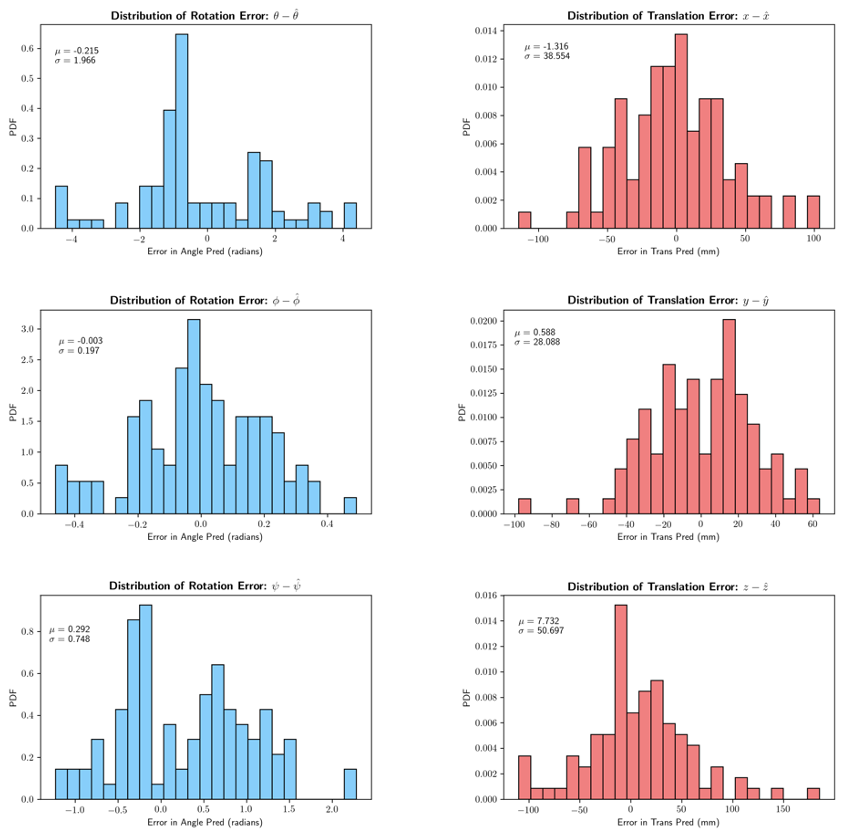 Distribution of Rotation Error: θ − θ̂
μ = -0.215
σ = 1.966
PDF
0.6
0.5
0.4
0.3
0.2
0.1
0.0
−4 −2 0 2 4
Error in Angle Pred (radians)
Distribution of Translation Error: x − x̂
μ = -1.316
σ = 38.554
PDF
0.014
0.012
0.010
0.008
0.006
0.004
0.002
0.000
−100 −50 0 50 100
Error in Trans Pred (mm)
Distribution of Rotation Error: ϕ − ϕ̂
μ = -0.003
σ = 0.197
PDF
3.0
2.5
2.0
1.5
1.0
0.5
0.0
−0.4 −0.2 0.0 0.2 0.4
Error in Angle Pred (radians)
Distribution of Translation Error: y − ŷ
μ = 0.588
σ = 28.088
PDF
0.0200
0.0175
0.0150
0.0125
0.0100
0.0075
0.0050
0.0025
0.0000
−100 −80 −60 −40 −20 0 20 40 60
Error in Trans Pred (mm)
Distribution of Rotation Error: ψ − ψ̂
μ = 0.292
σ = 0.748
PDF
0.8
0.6
0.4
0.2
0.0
−1.0 −0.5 0.0 0.5 1.0 1.5 2.0
Error in Angle Pred (radians)
Distribution of Translation Error: z − ẑ
μ = 7.732
σ = 50.697
PDF
0.016
0.014
0.012
0.010
0.008
0.006
0.004
0.002
0.000
−100 −50 0 50 100 150
Error in Trans Pred (mm)